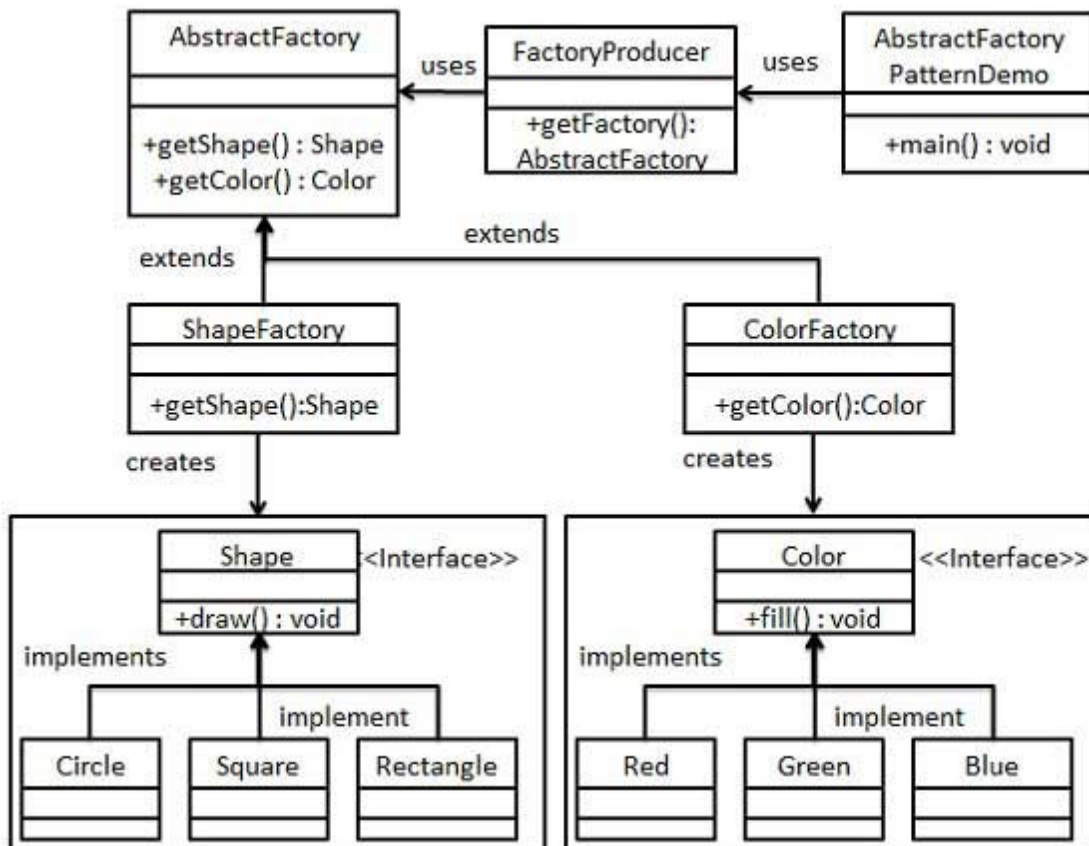 AbstractFactory
+getShape() : Shape
+getColor() : Color
uses
FactoryProducer
+getFactory():
AbstractFactory
uses
AbstractFactory
PatternDemo
+main() : void
extends
extends
ShapeFactory
+getShape():Shape
ColorFactory
+getColor():Color
creates
creates
Shape
<<Interface>>
+draw() : void
implements
implement
Circle
Square
Rectangle
Color
<<Interface>>
+fill() : void
implements
implement
Red
Green
Blue